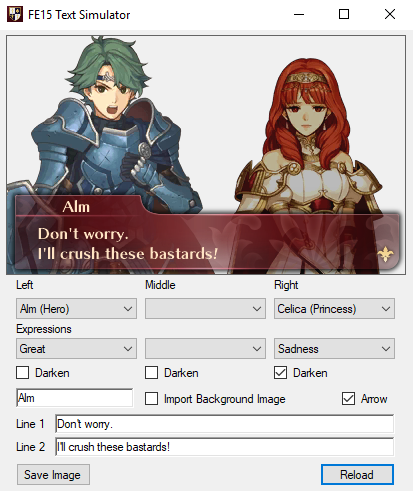 FE15 Text Simulator
Alm
Don't worry.
I'll crush these bastards!
Left Middle Right
Alm (Hero) Celica (Princess)
Expressions
Great Sadness
Darken Darken Darken
Alm Import Background Image Arrow
Line 1 Don't worry.
Line 2 I'll crush these bastards!
Save Image Reload